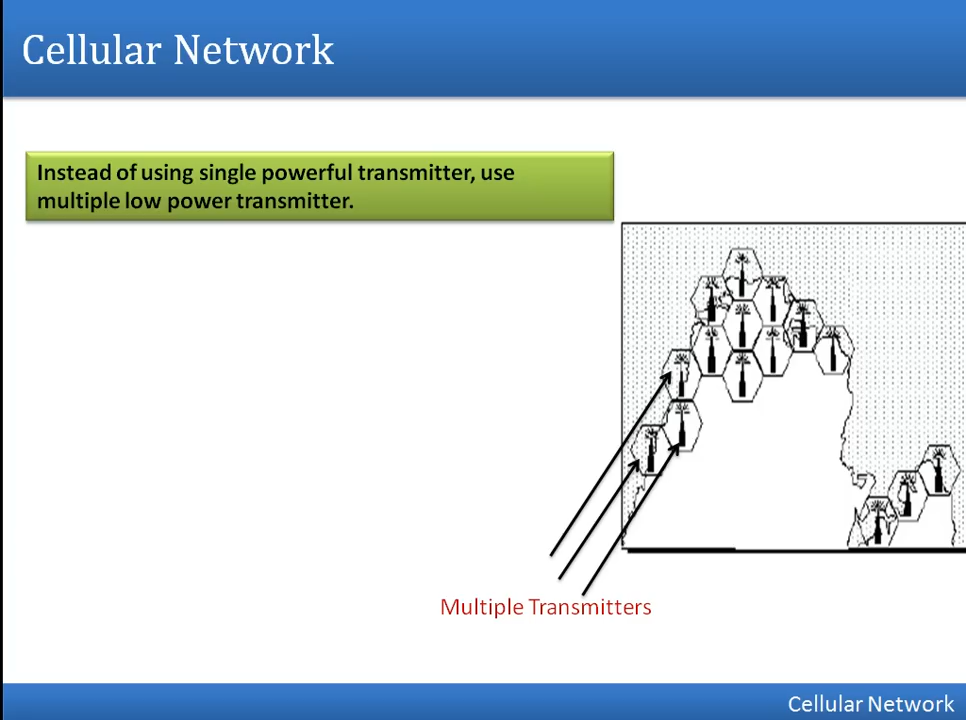 Cellular Network
Instead of using single powerful transmitter, use
multiple low power transmitter.
Multiple Transmitters
Cellular Network